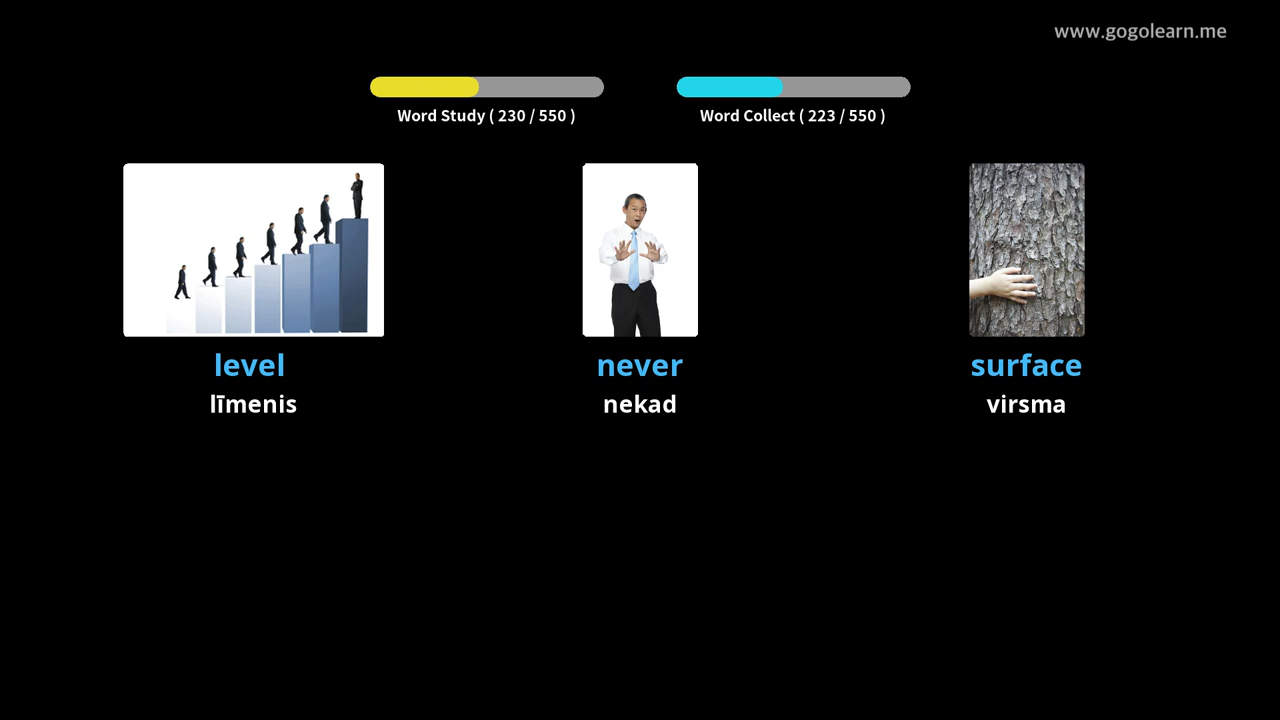 www.gogolearn.me
Word Study ( 230 / 550 )
Word Collect ( 223 / 550 )
level
never
surface
līmenis
nekad
virsma